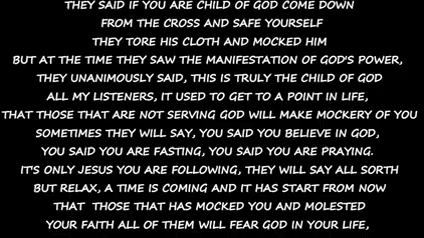 THEY SAID IF YOU ARE CHILD OF GOD COME DOWN
FROM THE CROSS AND SAFE YOURSELF
THEY TORE HIS CLOTH AND MOCKED HIM
BUT AT THE TIME THEY SAW THE MANIFESTATION OF GOD'S POWER,
THEY UNANIMOUSLY SAID, THIS IS TRULY THE CHILD OF GOD
ALL MY LISTENERS, IT USED TO GET TO A POINT IN LIFE,
THAT THOSE THAT ARE NOT SERVING GOD WILL MAKE MOCKERY OF YOU
SOMETIMES THEY WILL SAY, YOU SAID YOU BELIEVE IN GOD,
YOU SAID YOU ARE FASTING, YOU SAID YOU ARE PRAYING.
IT'S ONLY JESUS YOU ARE FOLLOWING, THEY WILL SAY ALL SORTH
BUT RELAX, A TIME IS COMING AND IT HAS START FROM NOW
THAT THOSE THAT HAS MOCKED YOU AND MOLESTED
YOUR FAITH ALL OF THEM WILL FEAR GOD IN YOUR LIFE,